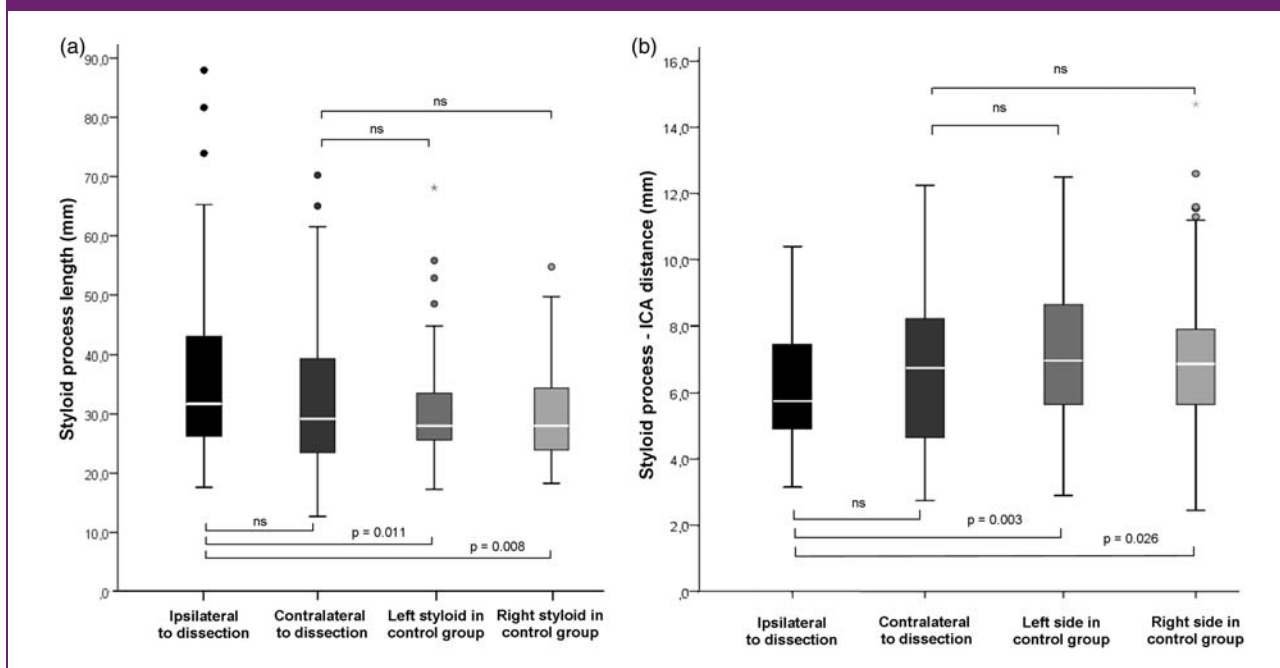 (a)
90,0
80,0
70,0
60,0
50,0
40,0
30,0
20,0
10,0
,0
Styloid process length (mm)
ns
ns
ns
p = 0.011
p = 0.008
Ipsilateral
to dissection
Contralateral
to dissection
Left styloid in
control group
Right styloid in
control group
(b)
16,0
14,0
12,0
10,0
8,0
6,0
4,0
2,0
,0
Styloid process - ICA distance (mm)
ns
ns
ns
p = 0.003
p = 0.026
Ipsilateral
to dissection
Contralateral
to dissection
Left side in
control group
Right side in
control group